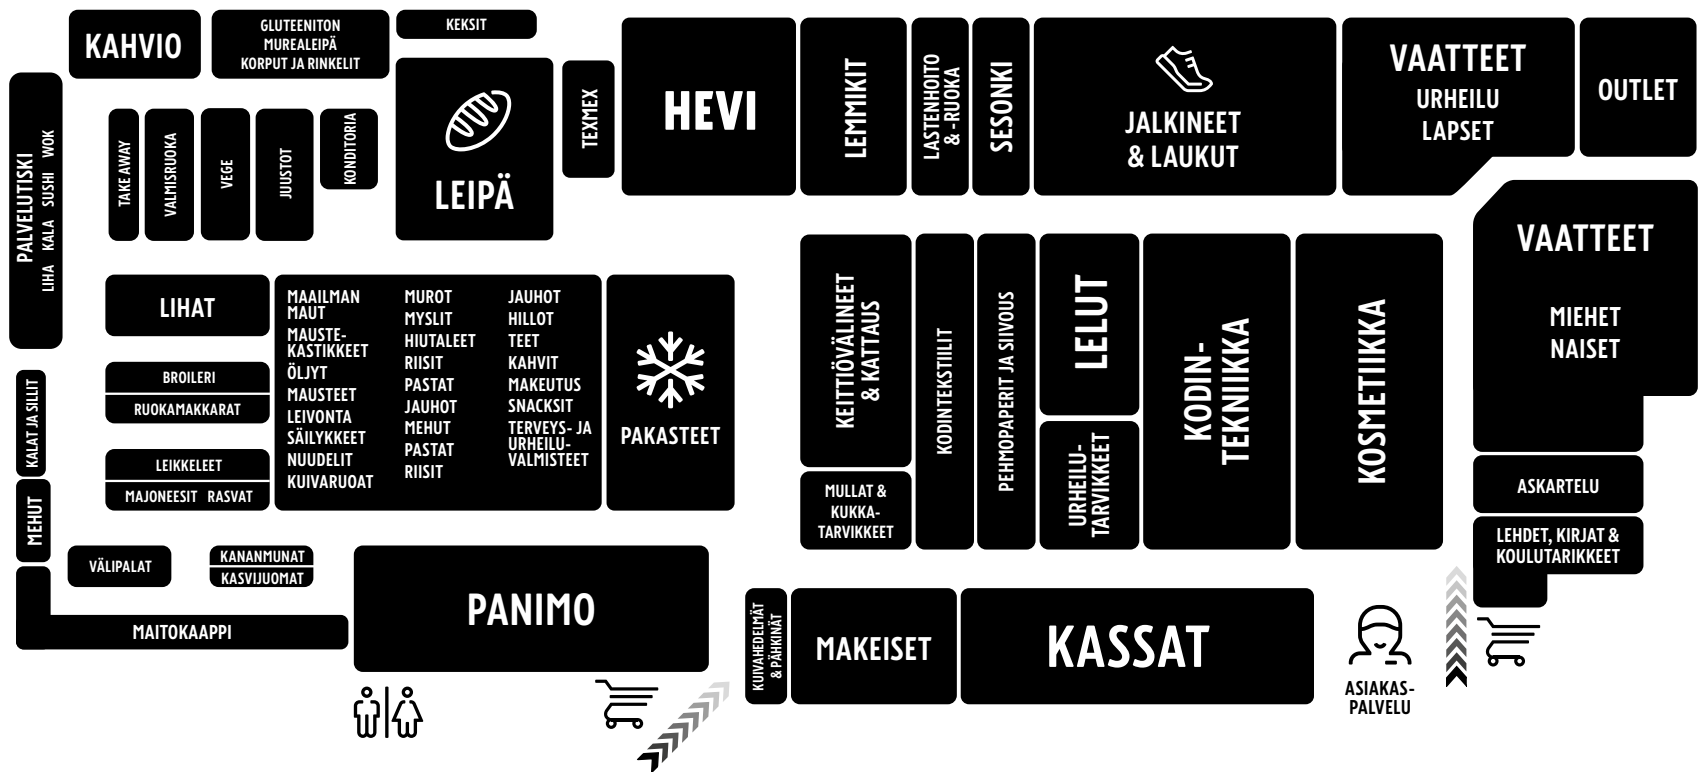 KAHVIO
GLUTEENITON
MUREALEIPÄ
KORPUT JA RINKELIT
KEKSIT
PALVELUTISKI
LIHA KALA SUSHI WOK
TAKE AWAY
VALMISRUOKA
VEGE
JUUSTOT
KONDITORIA
LEIPÄ
TEXMEX
HEVI
LEMMIKIT
LASTENHOITO
& -RUOKA
SESONKI
JALKINEET
& LAUKUT
VAATTEET
URHEILU
LAPSET
OUTLET
VAATTEET
MIEHET
NAISET
LIHAT
BROILERI
RUOKAMAKKARAT
LEIKKELEET
MAJONEESIT RASVAT
KALAT JA SILLIT
MEHUT
MAAILMAN
MAUT
MAUSTE-
KASTIKKEET
ÖLJYT
MAUSTEET
LEIVONTA
SÄILYKKEET
NUUDELIT
KUIVARUOAT
MUROT
MYSLIT
HIUTALEET
RIISIT
PASTAT
JAUHOT
MEHUT
PASTAT
RIISIT
JAUHOT
HILLOT
TEET
KAHVIT
MAKEUTUS
SNACKSIT
TERVEYS- JA
URHEILU-
VALMISTEET
PAKASTEET
KEITTIÖVÄLINEET
& KATTAUS
MULLAT &
KUKKA-
TARVIKKEET
KODINTEKSTIILIT
PEHMOPAPERIT JA SIIVOUS
LELUT
URHEILU-
TARVIKKEET
KODIN-
TEKNIIKKA
KOSMETIIKKA
ASKARTELU
LEHDET, KIRJAT &
KOULUTARIKKEET
VÄLIPALAT
KANANMUNAT
KASVIJUOMAT
MAITOKAAPPI
PANIMO
KUIVAHEDELMÄT
& PÄHKINÄT
MAKEISET
KASSAT
ASIAKAS-
PALVELU